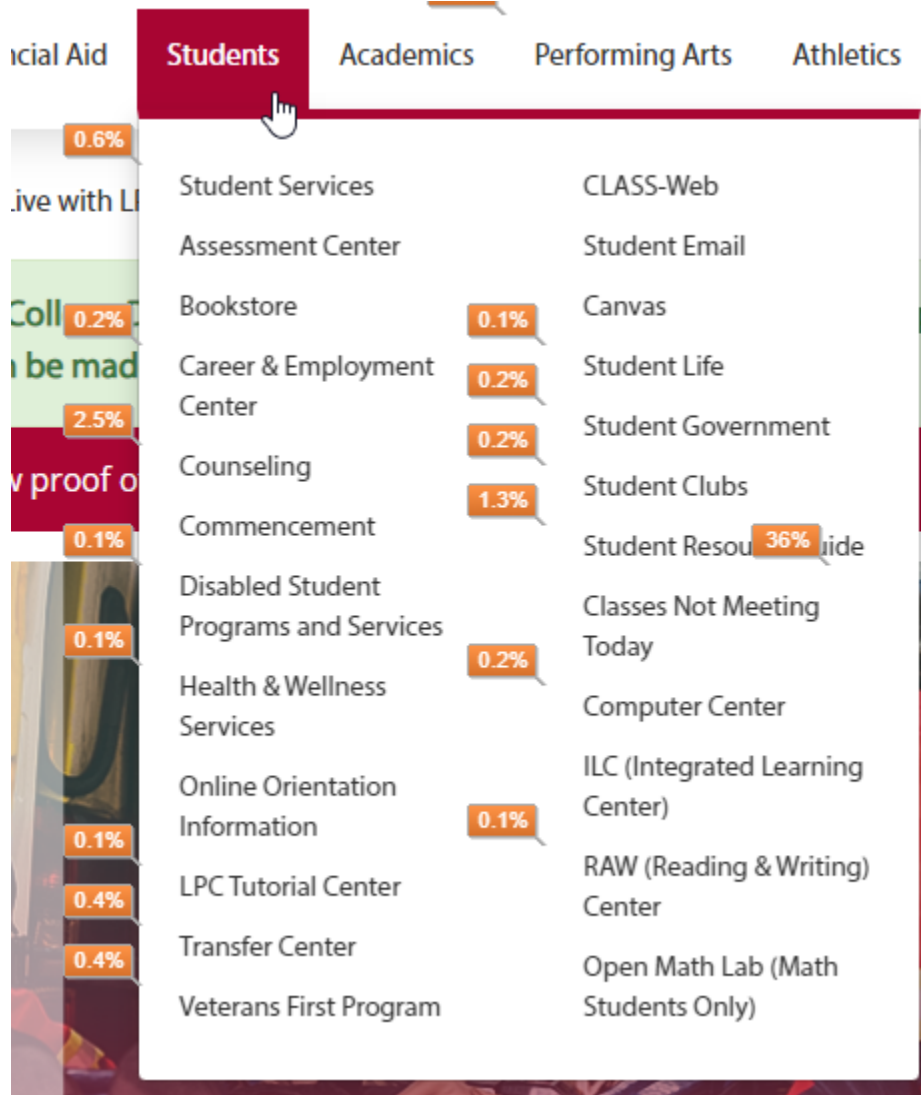 ncial Aid Students Academics Performing Arts Athletics
0.6%
Live with L
Student Services
Assessment Center
Coll 0.2%
Bookstore
n be mad
Career & Employment
Center
2.5%
w proof o
Counseling
Commencement
0.1%
Disabled Student
Programs and Services
0.1%
Health & Wellness
Services
Online Orientation
Information
0.1%
LPC Tutorial Center
0.4%
Transfer Center
0.4%
Veterans First Program
CLASS-Web
Student Email
0.1%
Canvas
0.2%
Student Life
0.2%
Student Government
1.3%
Student Clubs
Student Resou 36% uide
Classes Not Meeting
Today
0.2%
Computer Center
ILC (Integrated Learning
Center)
0.1%
RAW (Reading & Writing)
Center
Open Math Lab (Math
Students Only)